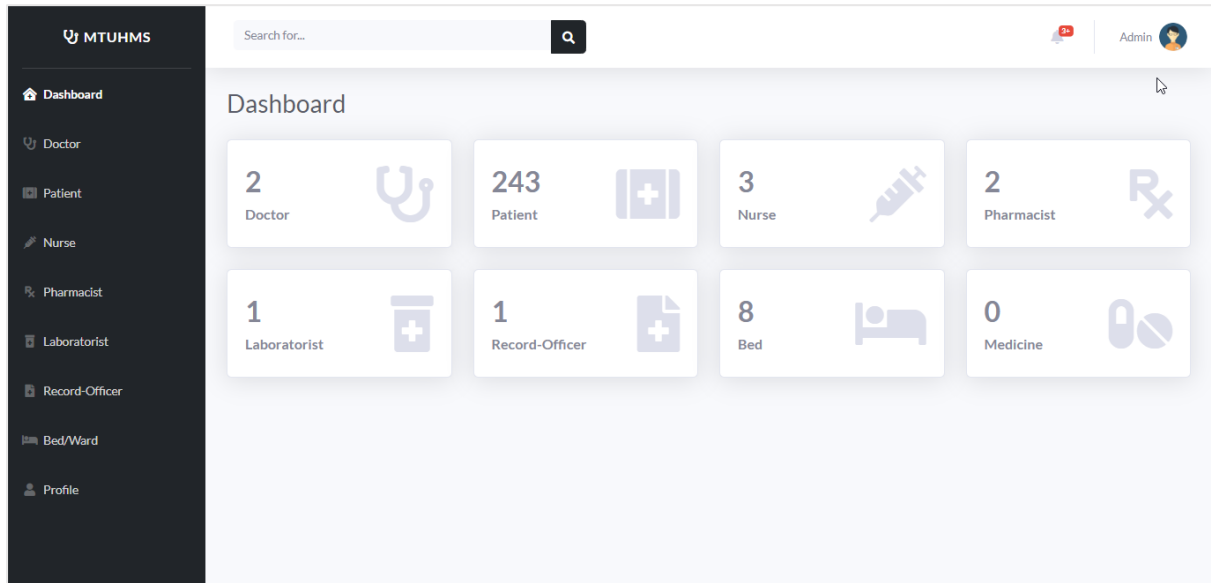 MTUHMS
Search for...
3+
Admin
Dashboard
Doctor
Patient
Nurse
Pharmacist
Laboratorist
Record-Officer
Bed/Ward
Profile
Dashboard
2
Doctor
243
Patient
3
Nurse
2
Pharmacist
1
Laboratorist
1
Record-Officer
8
Bed
0
Medicine